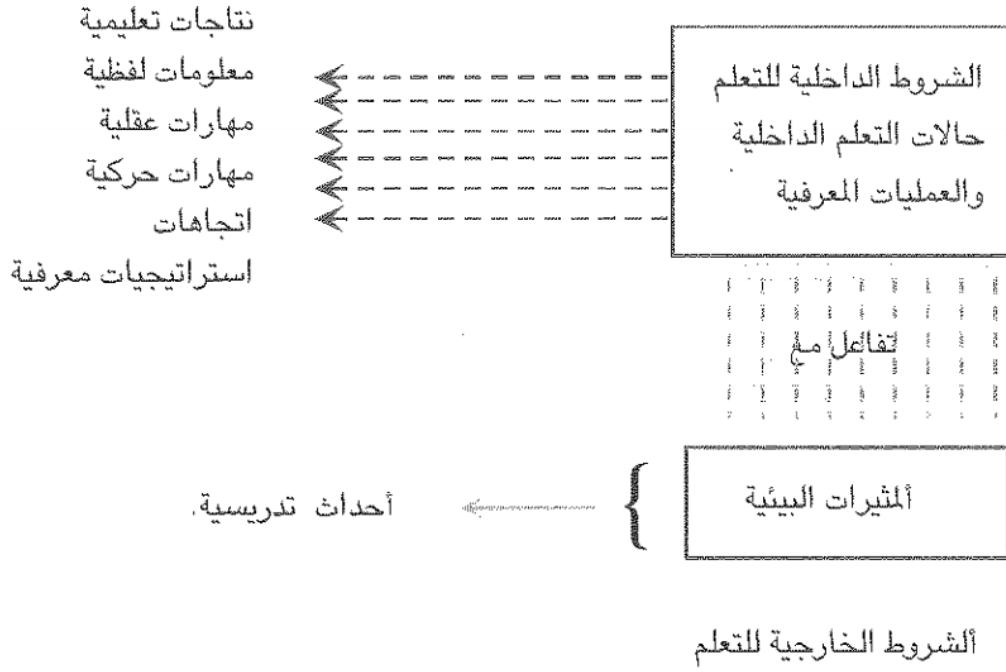 الشروط الداخلية للتعلم
حالات التعلم الداخلية
والعمليات المعرفية
نتاجات تعليمية
معلومات لفظية
مهارات عقلية
مهارات حركية
اتجاهات
استراتيجيات معرفية
تفاعل مع
ألمثيرات البيئية
أحداث تدريسية.
ألشروط الخارجية للتعلم